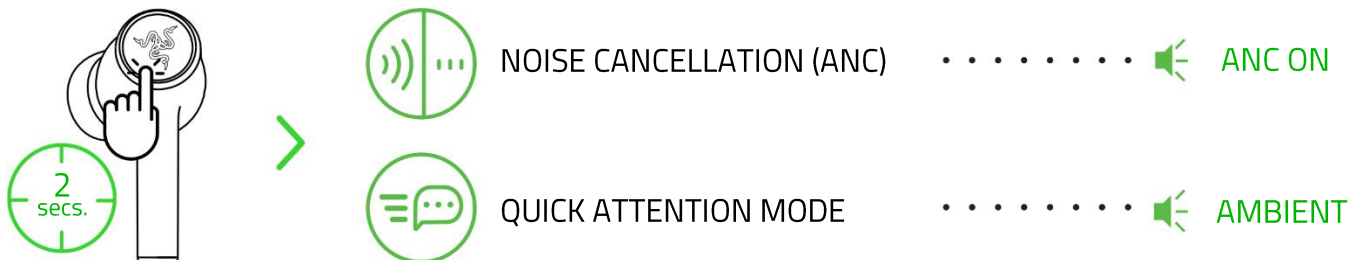 NOISE CANCELLATION (ANC) ........ ANC ON
2
secs.
QUICK ATTENTION MODE ........ AMBIENT